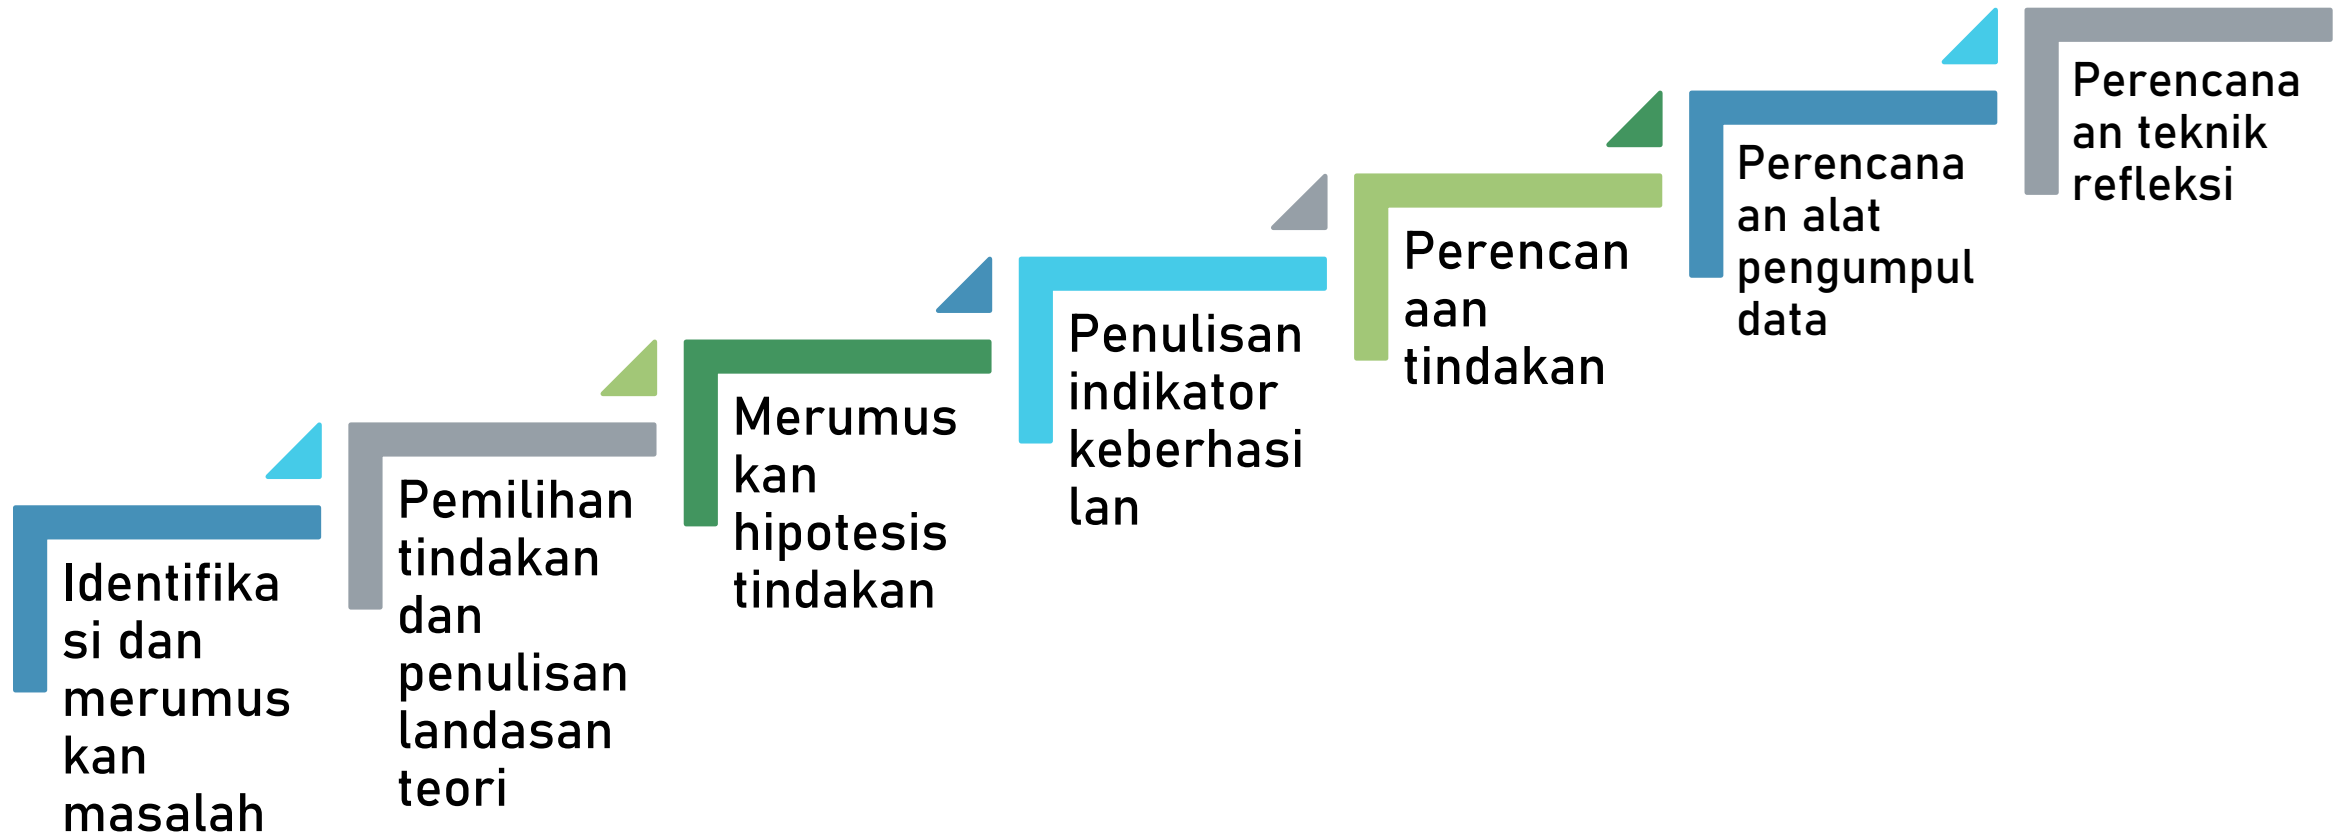 Identifika
si dan
merumus
kan
masalah
Pemilihan
tindakan
dan
penulisan
landasan
teori
Merumus
kan
hipotesis
tindakan
Penulisan
indikator
keberhasi
lan
Perencan
aan
tindakan
Perencana
an alat
pengumpul
data
Perencana
an teknik
refleksi